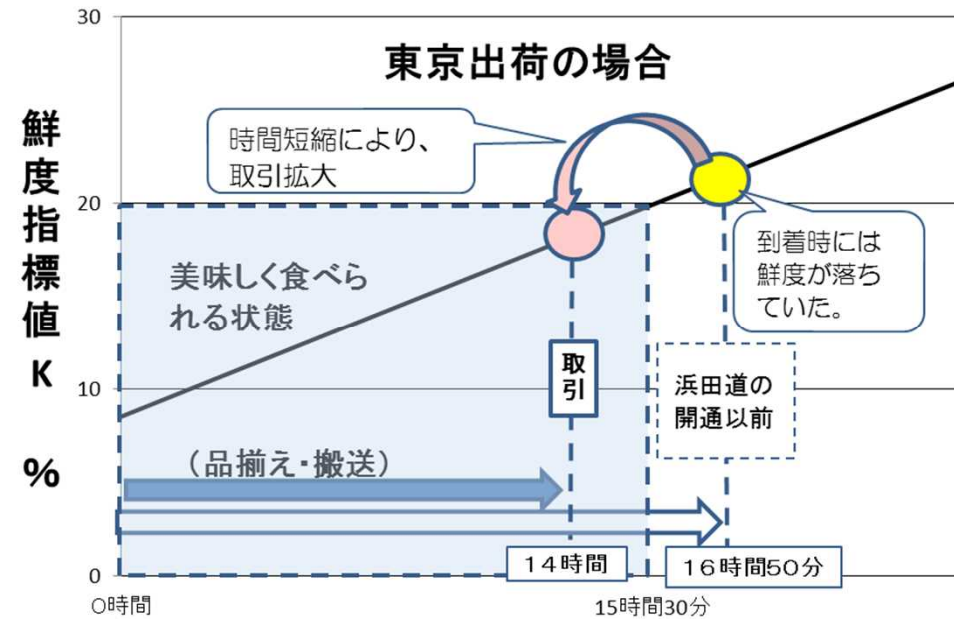 東京出荷の場合
鮮度指標値K %
30
20
10
0
時間短縮により、
取引拡大
到着時には
鮮度が落ち
ていた。
美味しく食べら
れる状態
取引
浜田道の
開通以前
(品揃え・搬送)
14時間
16時間50分
0時間
15時間30分